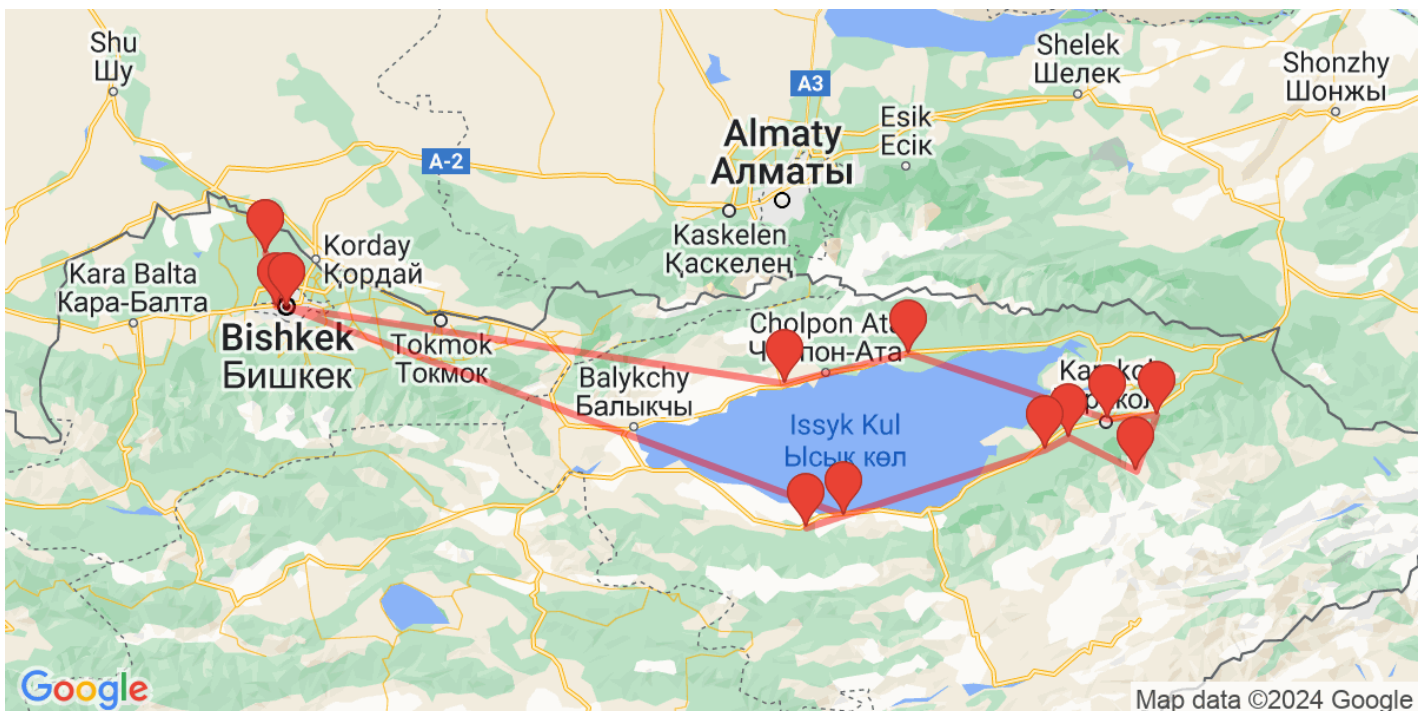 Shu
Шу
Shelek
Шелек
Shonzhy
Шонжы
A3
Esik
Есік
Almaty
Алматы
A-2
Kaskelen
Қаскелең
Korday
Қордай
Kara Balta
Кара-Балта
Bishkek
Бишкек
Tokmok
Токмок
Cholpon Ata
Balykchy
Балыкчы
Issyk Kul
Ысык көл
Google
Map data ©2024 Google